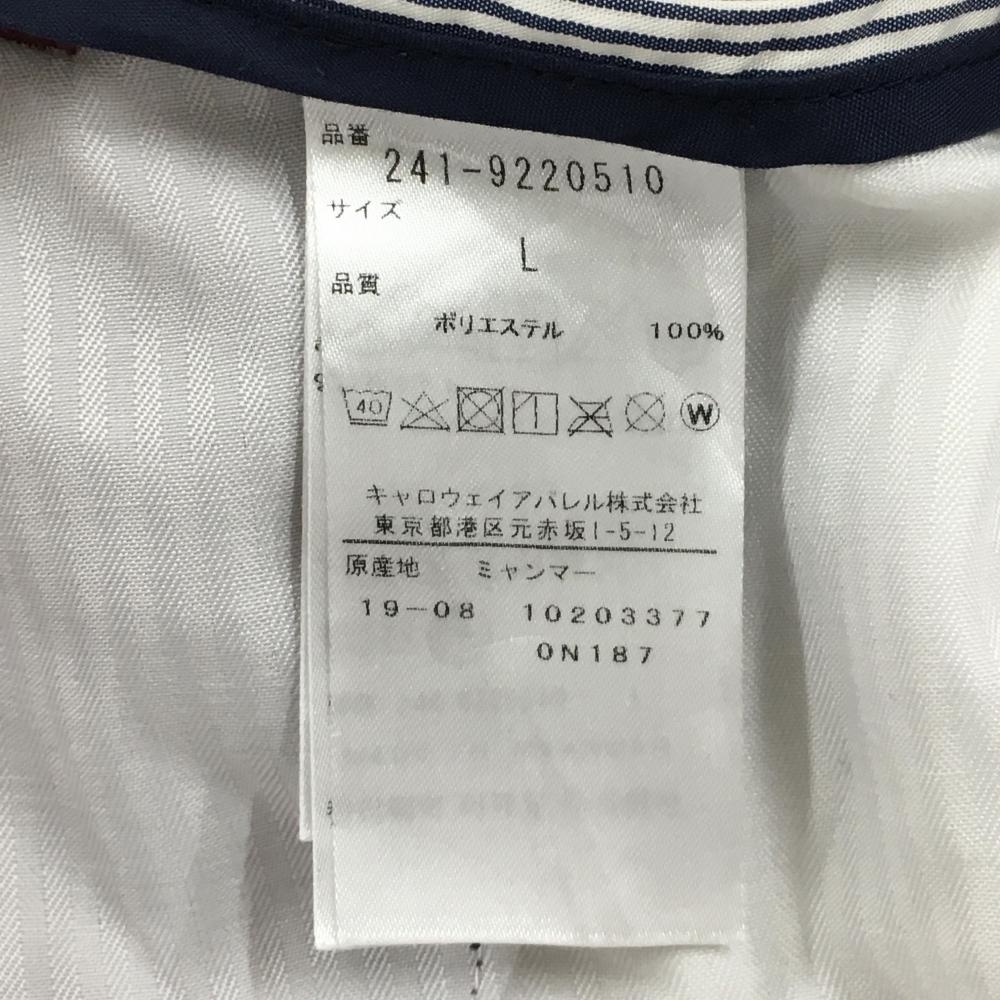 品番
241-9220510
サイズ
L
品質
ポリエステル 100%
40 W
キャロウェイアパレル株式会社
東京都港区元赤坂1-5-12
原産地 ミャンマー
19-08 10203377
0N187